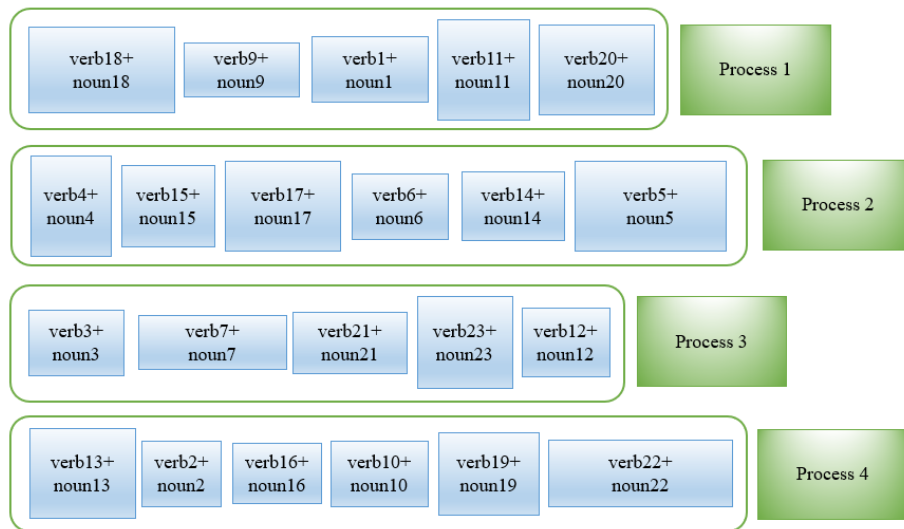 verb18+
noun18
verb9+
noun9
verb1+
noun1
verb11+
noun11
verb20+
noun20
Process 1
verb4+
noun4
verb15+
noun15
verb17+
noun17
verb6+
noun6
verb14+
noun14
verb5+
noun5
Process 2
verb3+
noun3
verb7+
noun7
verb21+
noun21
verb23+
noun23
verb12+
noun12
Process 3
verb13+
noun13
verb2+
noun2
verb16+
noun16
verb10+
noun10
verb19+
noun19
verb22+
noun22
Process 4